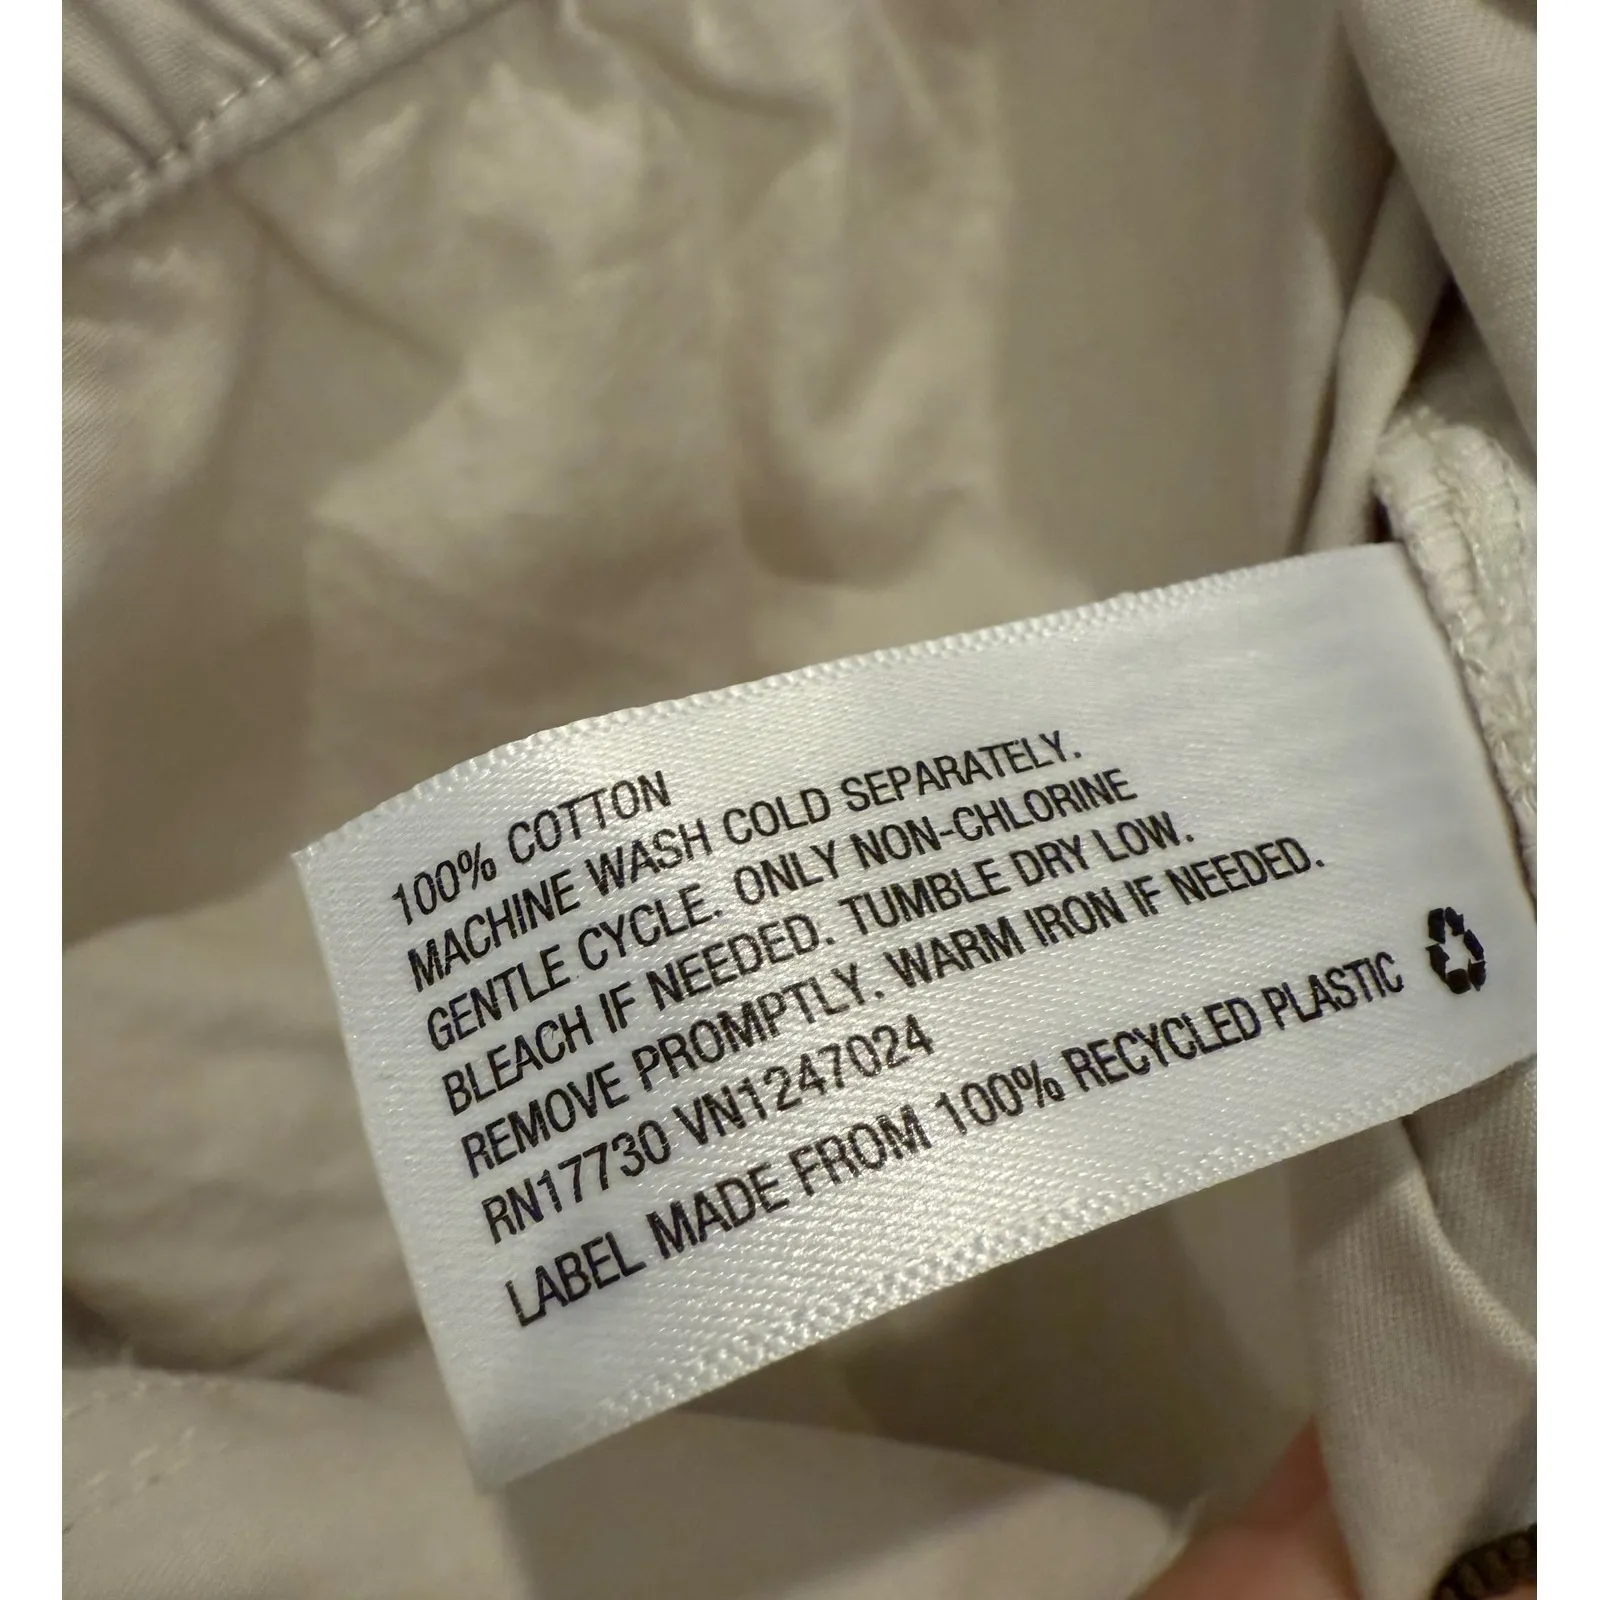 100% COTTON
MACHINE WASH COLD SEPARATELY.
GENTLE CYCLE. ONLY NON-CHLORINE
BLEACH IF NEEDED. TUMBLE DRY LOW.
REMOVE PROMPTLY. WARM IRON IF NEEDED.
RN17730 VN1247024
LABEL MADE FROM 100% RECYCLED PLASTIC